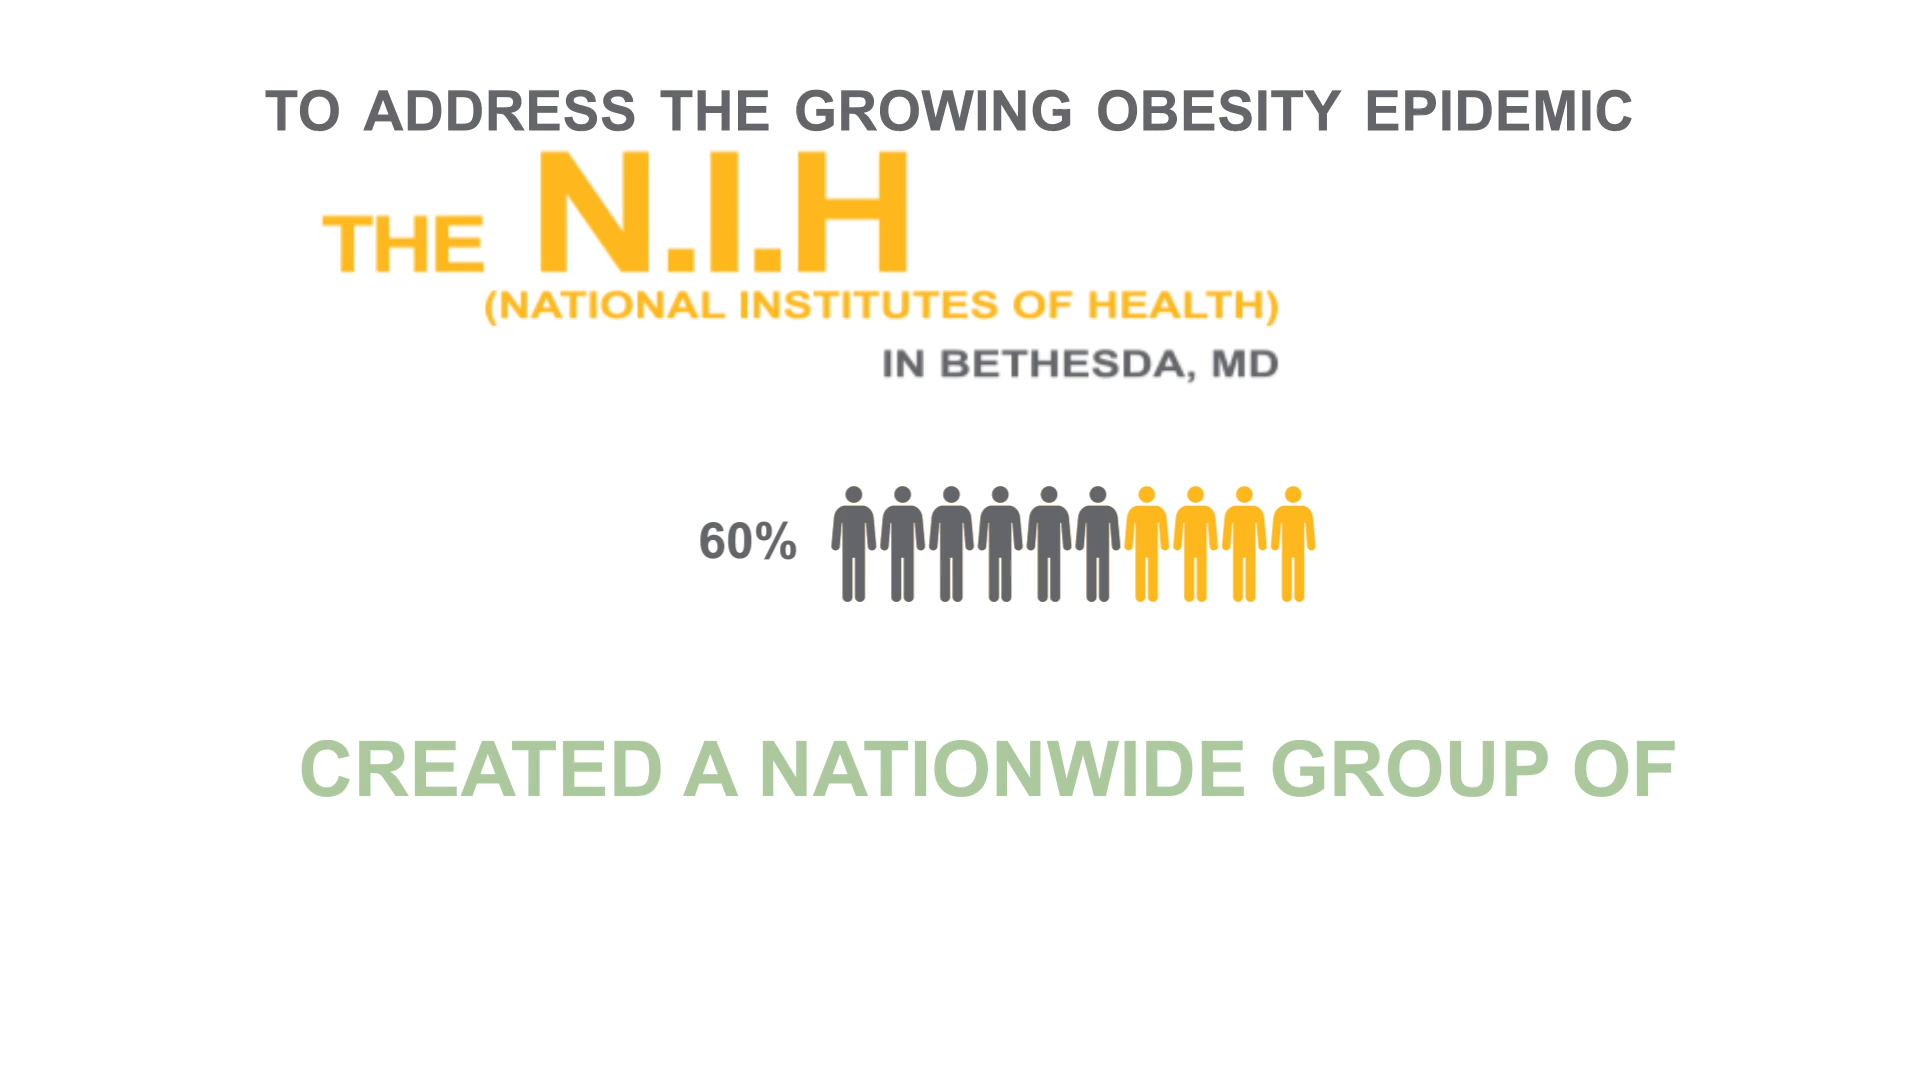 TO ADDRESS THE GROWING OBESITY EPIDEMIC
THE N.I.H
(NATIONAL INSTITUTES OF HEALTH)
IN BETHESDA, MD
60%
CREATED A NATIONWIDE GROUP OF